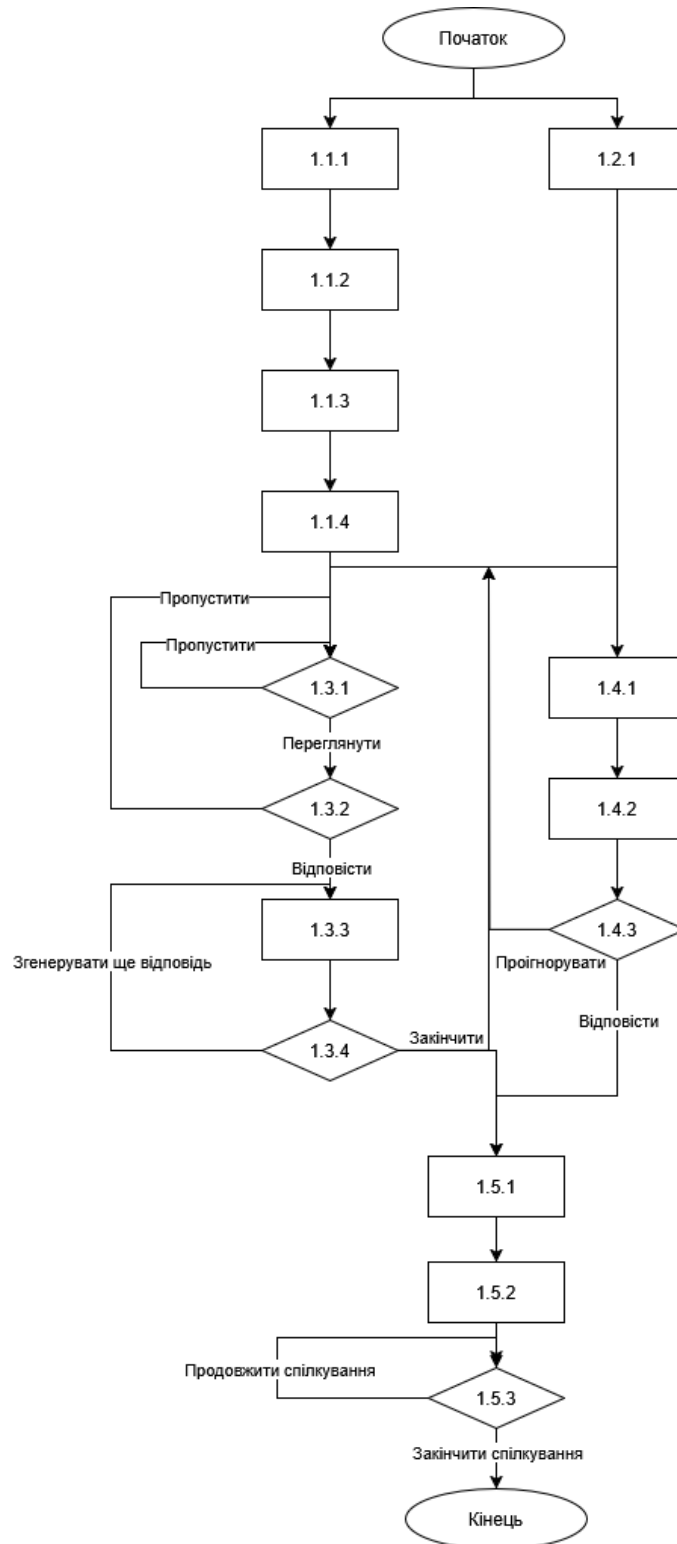 Початок
1.1.1
1.2.1
1.1.2
1.1.3
1.1.4
Пропустити
Пропустити
1.3.1
1.4.1
Переглянути
1.3.2
1.4.2
Відповісти
1.3.3
1.4.3
Згенерувати ще відповідь
Проігнорувати
Відповісти
1.3.4
Закінчити
1.5.1
1.5.2
Продовжити спілкування
1.5.3
Закінчити спілкування
Кінець